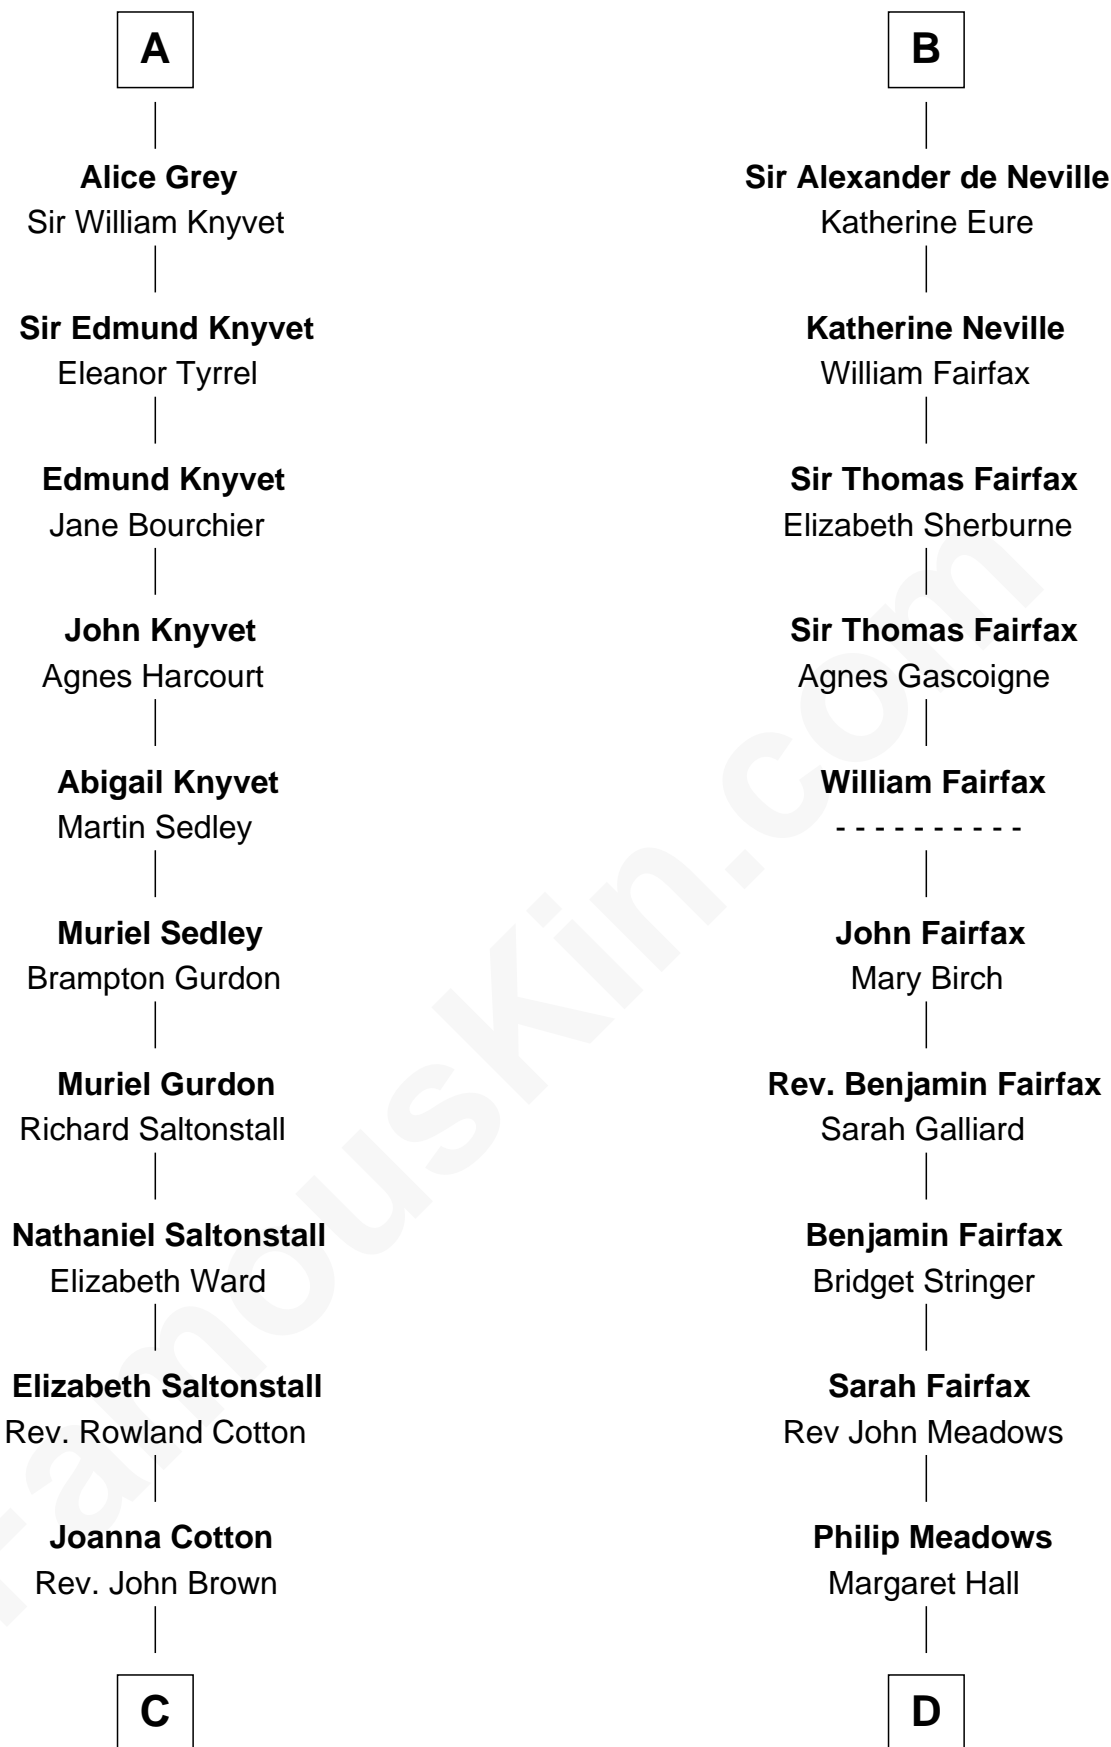 A
Alice Grey
Sir William Knyvet
Sir Edmund Knyvet
Eleanor Tyrrel
Edmund Knyvet
Jane Bourchier
John Knyvet
Agnes Harcourt
Abigail Knyvet
Martin Sedley
Muriel Sedley
Brampton Gurdon
Muriel Gurdon
Richard Saltonstall
Nathaniel Saltonstall
Elizabeth Ward
Elizabeth Saltonstall
Rev. Rowland Cotton
Joanna Cotton
Rev. John Brown
C
B
Sir Alexander de Neville
Katherine Eure
Katherine Neville
William Fairfax
Sir Thomas Fairfax
Elizabeth Sherburne
Sir Thomas Fairfax
Agnes Gascoigne
William Fairfax
- - - - - - - - - -
John Fairfax
Mary Birch
Rev. Benjamin Fairfax
Sarah Galliard
Benjamin Fairfax
Bridget Stringer
Sarah Fairfax
Rev John Meadows
Philip Meadows
Margaret Hall
D
FamousKin.com